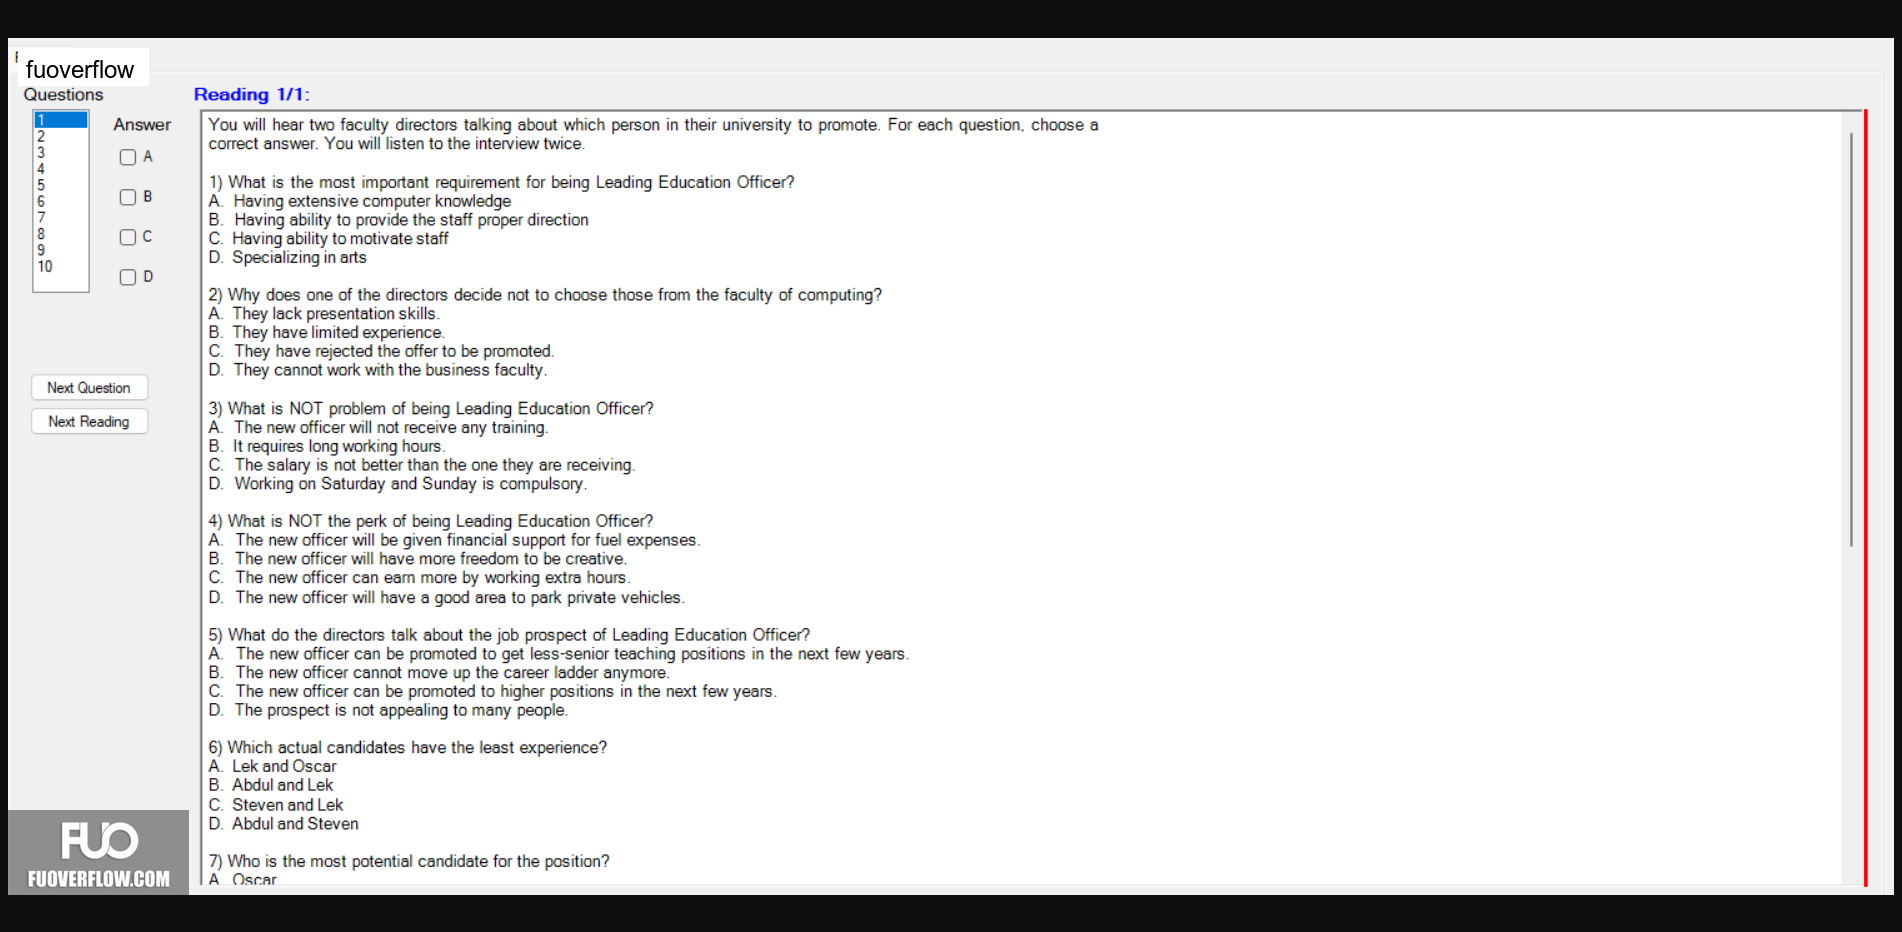 fuoverflow
Questions
Reading 1/1:
1
2
3
4
5
6
7
8
9
10
Answer
A
B
C
D
Next Question
Next Reading
You will hear two faculty directors talking about which person in their university to promote. For each question, choose a
correct answer. You will listen to the interview twice.
1) What is the most important requirement for being Leading Education Officer?
A. Having extensive computer knowledge
B. Having ability to provide the staff proper direction
C. Having ability to motivate staff
D. Specializing in arts
2) Why does one of the directors decide not to choose those from the faculty of computing?
A. They lack presentation skills.
B. They have limited experience.
C. They have rejected the offer to be promoted.
D. They cannot work with the business faculty.
3) What is NOT problem of being Leading Education Officer?
A. The new officer will not receive any training.
B. It requires long working hours.
C. The salary is not better than the one they are receiving.
D. Working on Saturday and Sunday is compulsory.
4) What is NOT the perk of being Leading Education Officer?
A. The new officer will be given financial support for fuel expenses.
B. The new officer will have more freedom to be creative.
C. The new officer can earn more by working extra hours.
D. The new officer will have a good area to park private vehicles.
5) What do the directors talk about the job prospect of Leading Education Officer?
A. The new officer can be promoted to get less-senior teaching positions in the next few years.
B. The new officer cannot move up the career ladder anymore.
C. The new officer can be promoted to higher positions in the next few years.
D. The prospect is not appealing to many people.
6) Which actual candidates have the least experience?
A. Lek and Oscar
B. Abdul and Lek
C. Steven and Lek
D. Abdul and Steven
7) Who is the most potential candidate for the position?
A. Oscar
FUO
FUOVERFLOW.COM